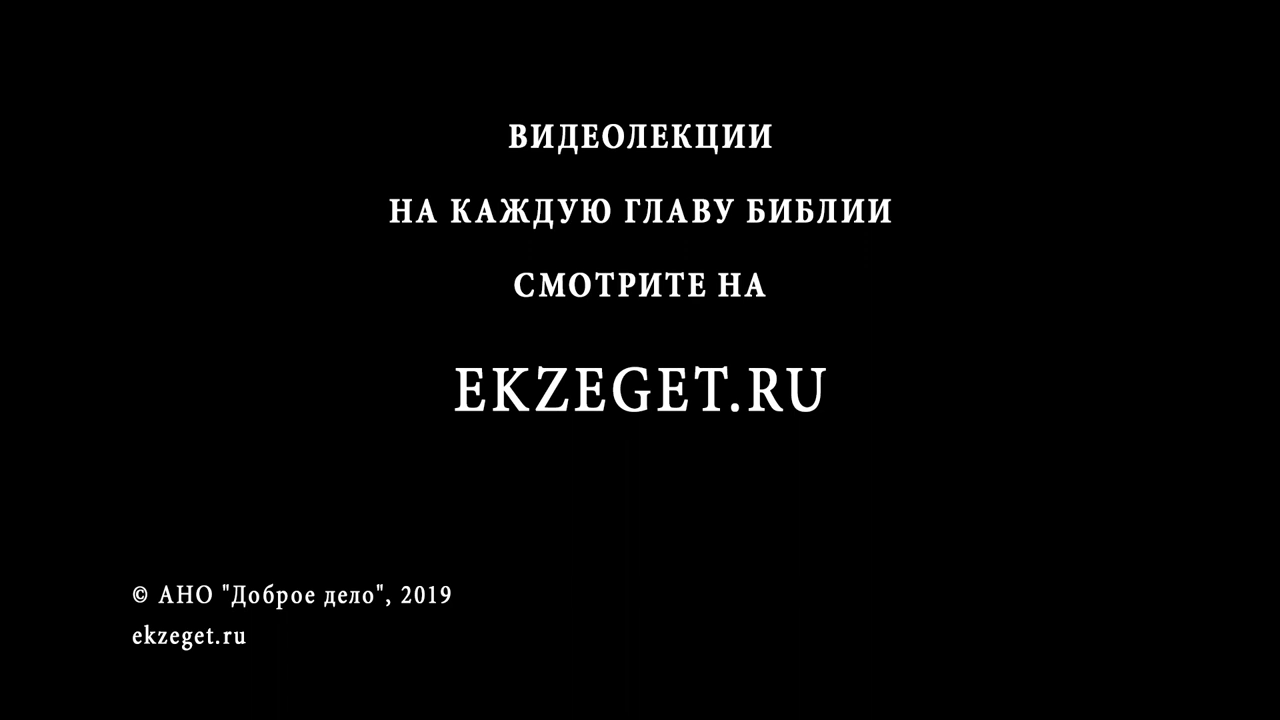 ВИДЕОЛЕКЦИИ
НА КАЖДУЮ ГЛАВУ БИБЛИИ
СМОТРИТЕ НА
EKZEGET.RU
© АНО "Доброе дело", 2019
ekzeget.ru